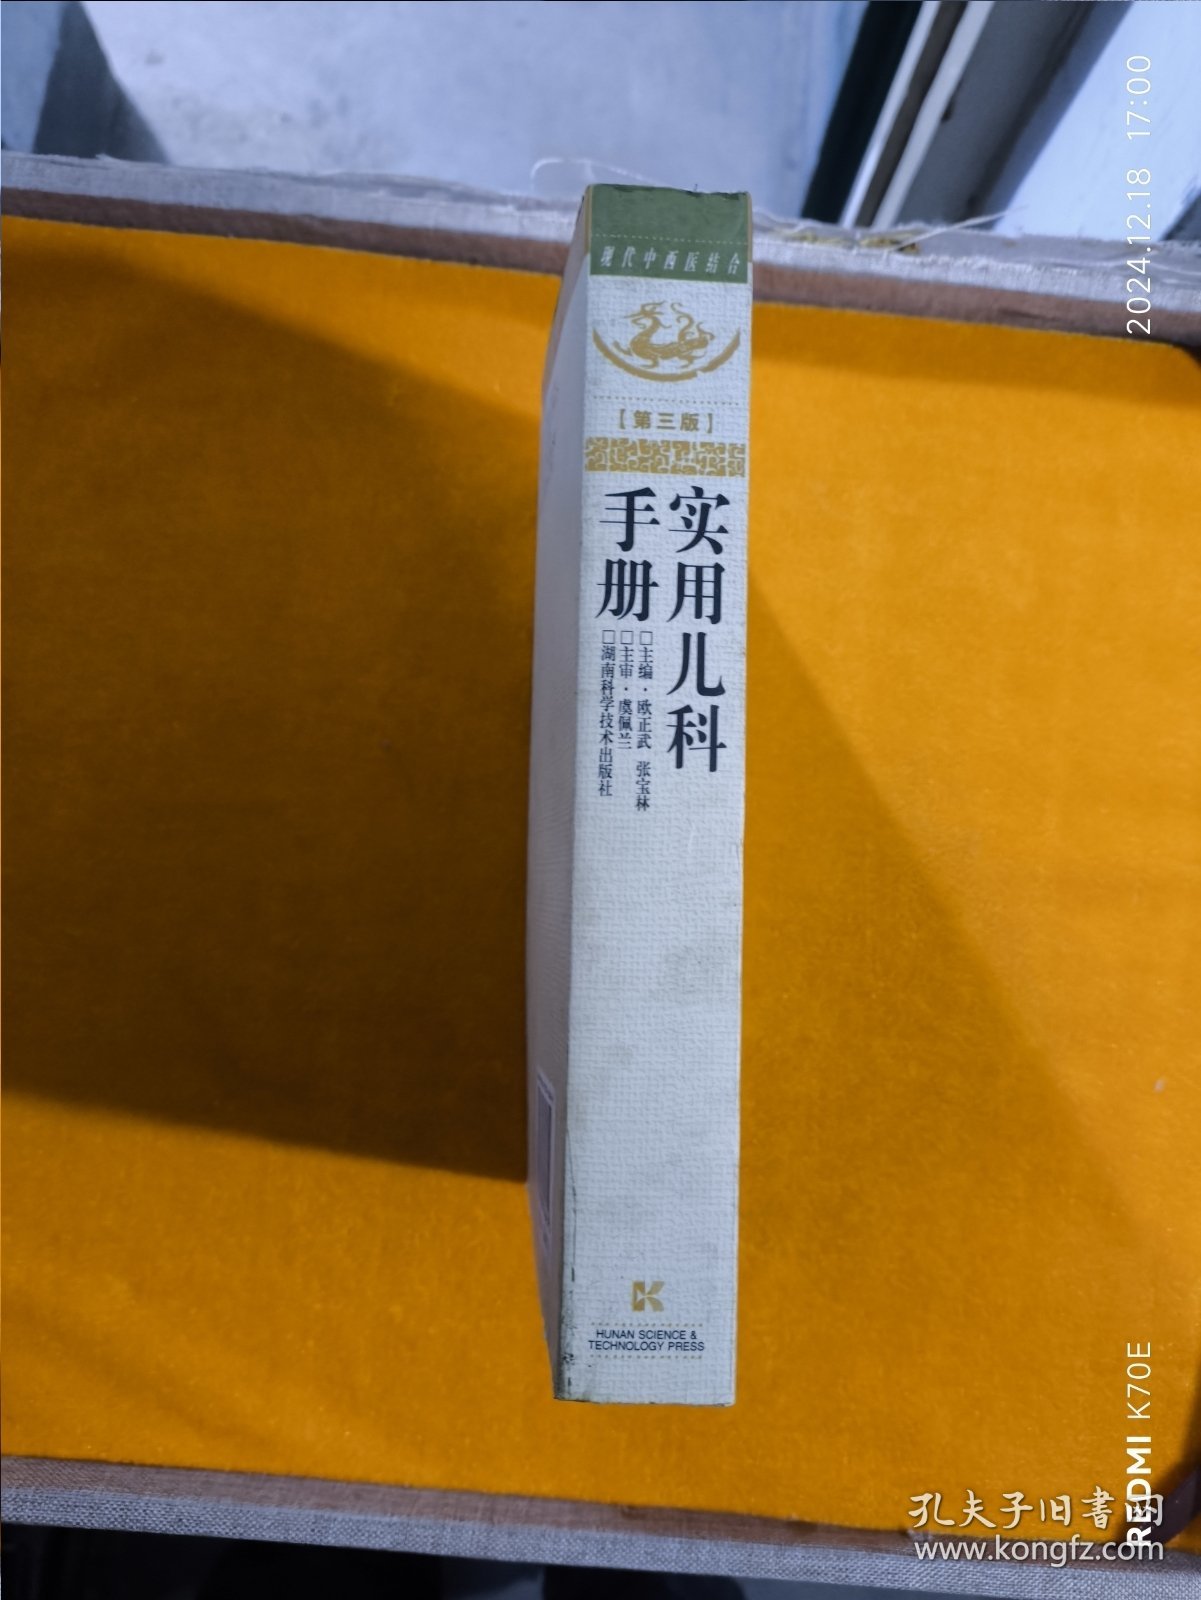 现代中西医结合
【第三版】
实用儿科
手册
□主编·欧正武 张宝林
□主审·虞佩兰
□湖南科学技术出版社
HUNAN SCIENCE &
TECHNOLOGY PRESS
2024.12.18 17:00
REDMI K70E
孔夫子旧書网
www.kongfz.com